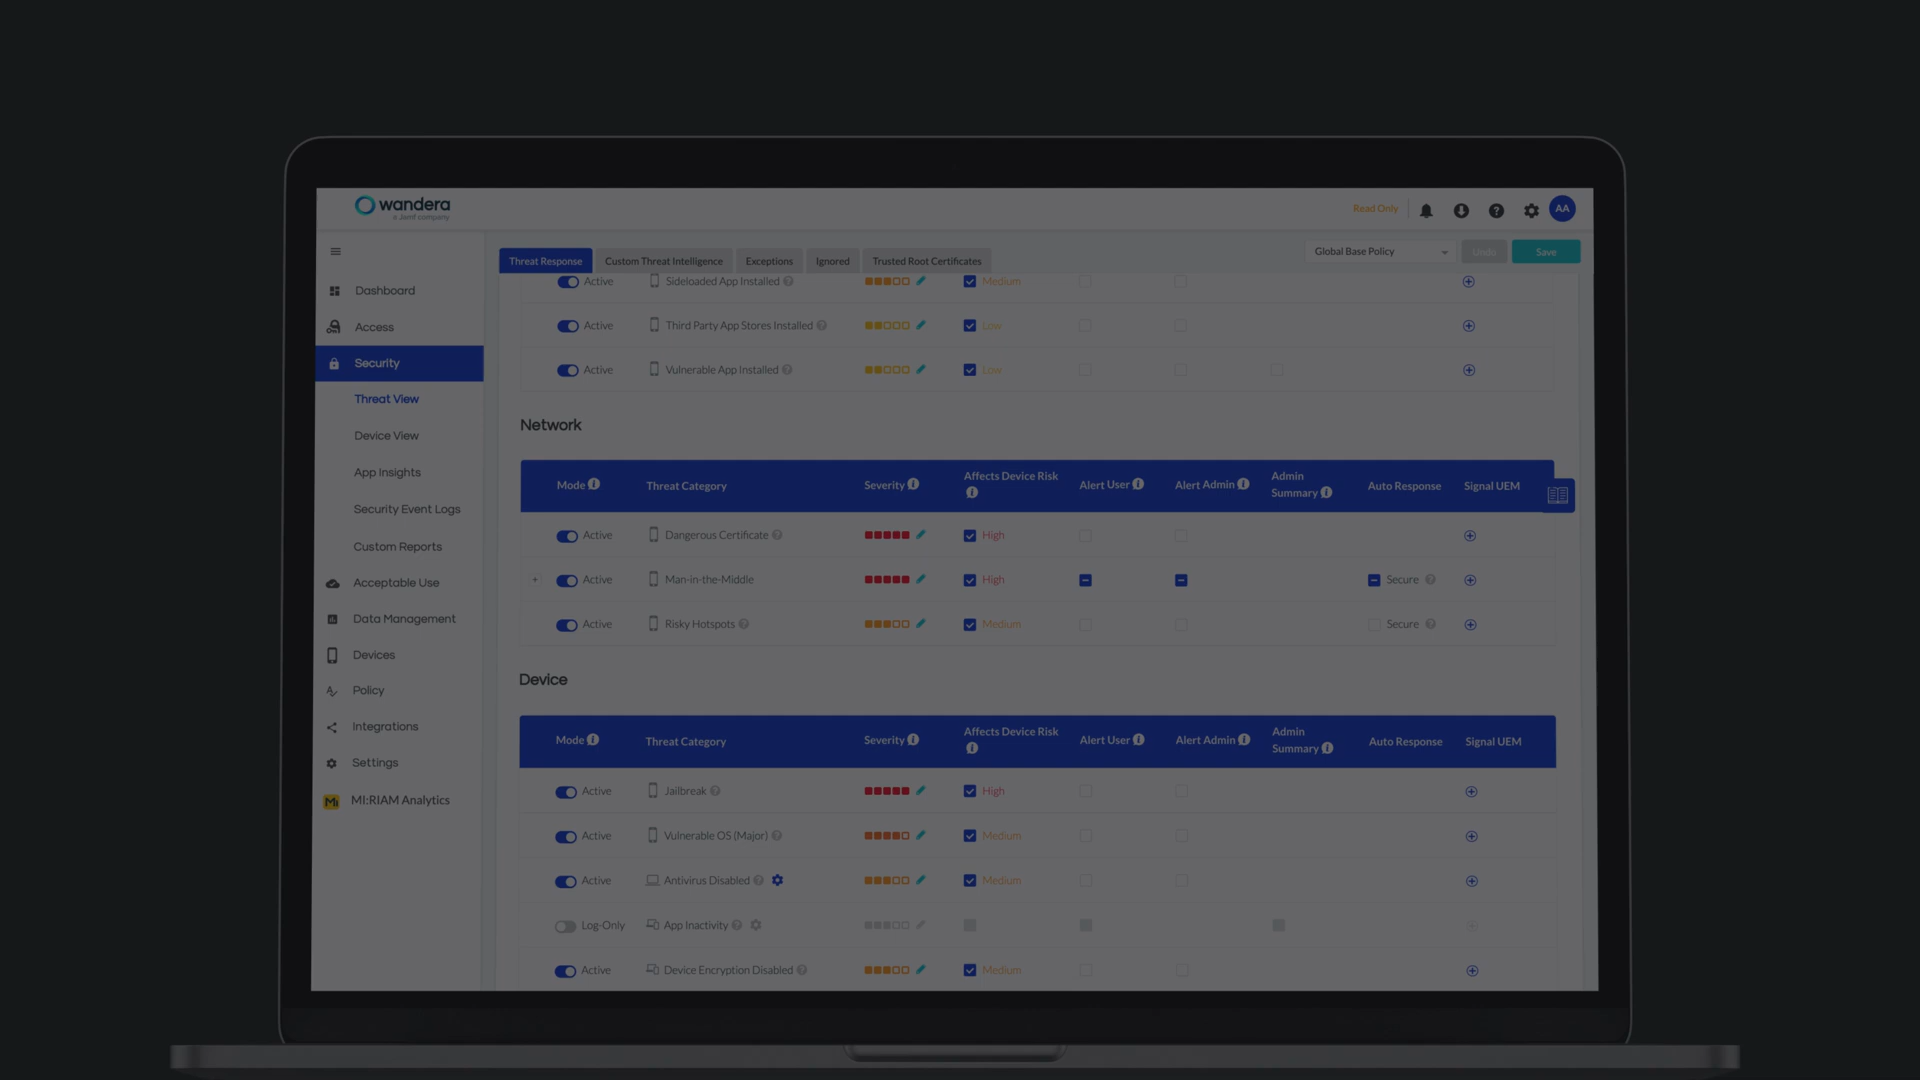 wandera
a Jamf company
Read Only
AA
Threat Response
Custom Threat Intelligence
Exceptions
Ignored
Trusted Root Certificates
Global Base Policy
Undo
Save
Dashboard
Access
Security
Threat View
Device View
App Insights
Security Event Logs
Custom Reports
Acceptable Use
Data Management
Devices
Policy
Integrations
Settings
Mi MI:RIAM Analytics
Active Sideloaded App Installed Medium
Active Third Party App Stores Installed Low
Active Vulnerable App Installed Low
Network
Mode Threat Category Severity Affects Device Risk Alert User Alert Admin Admin Summary Auto Response Signal UEM
Active Dangerous Certificate High
Active Man-in-the-Middle High Secure
Active Risky Hotspots Medium Secure
Device
Mode Threat Category Severity Affects Device Risk Alert User Alert Admin Admin Summary Auto Response Signal UEM
Active Jailbreak High
Active Vulnerable OS (Major) Medium
Active Antivirus Disabled Medium
Log-Only App Inactivity
Active Device Encryption Disabled Medium